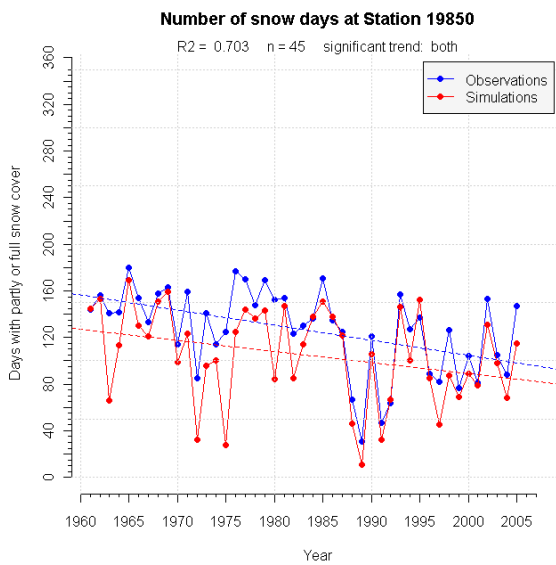 Number of snow days at Station 19850
R2 = 0.703 n = 45 significant trend: both
Observations
Simulations
Days with partly or full snow cover
360
320
280
240
200
160
120
80
40
0
1960 1965 1970 1975 1980 1985 1990 1995 2000 2005
Year